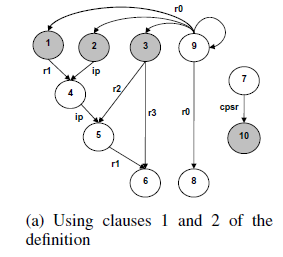 r0
1
2
3
9
r1
ip
7
4
r2
cpsr
ip
r3
r0
5
10
r1
6
8
(a) Using clauses 1 and 2 of the
definition